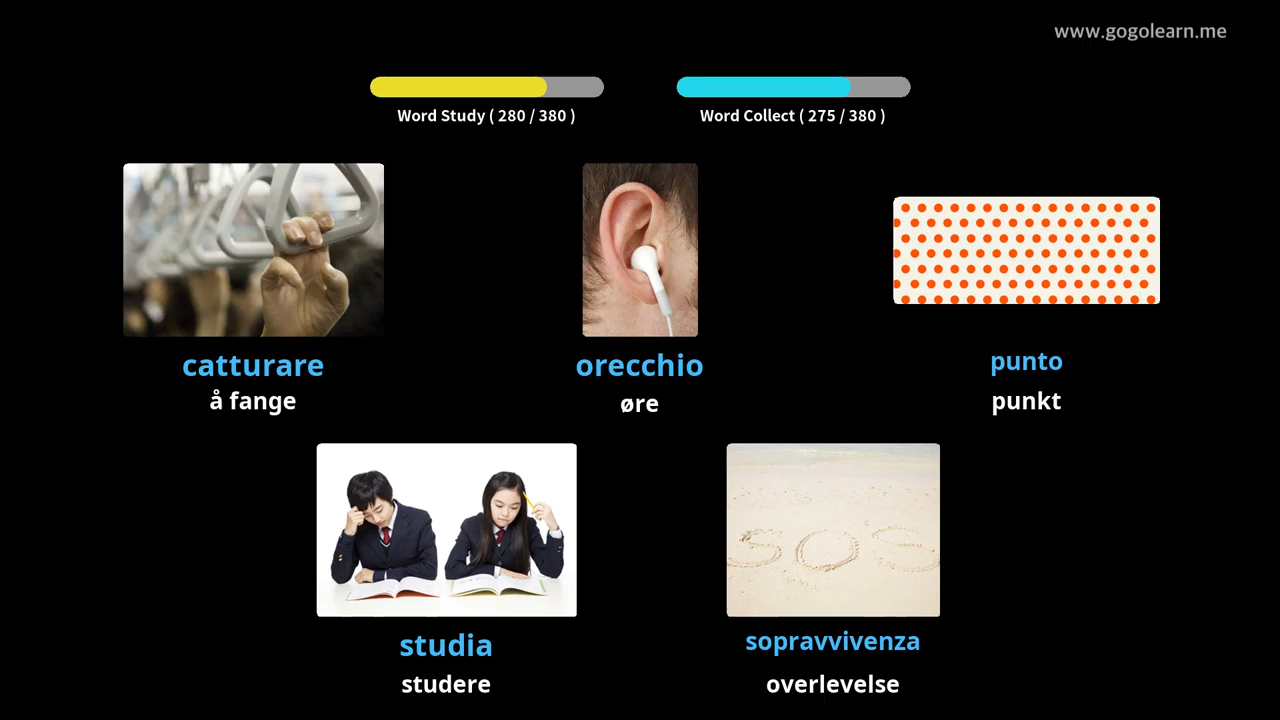 www.gogolearn.me
Word Study ( 280 / 380 )
Word Collect ( 275 / 380 )
catturare
å fange
orecchio
øre
punto
punkt
SOS
studia
studere
sopravvivenza
overlevelse